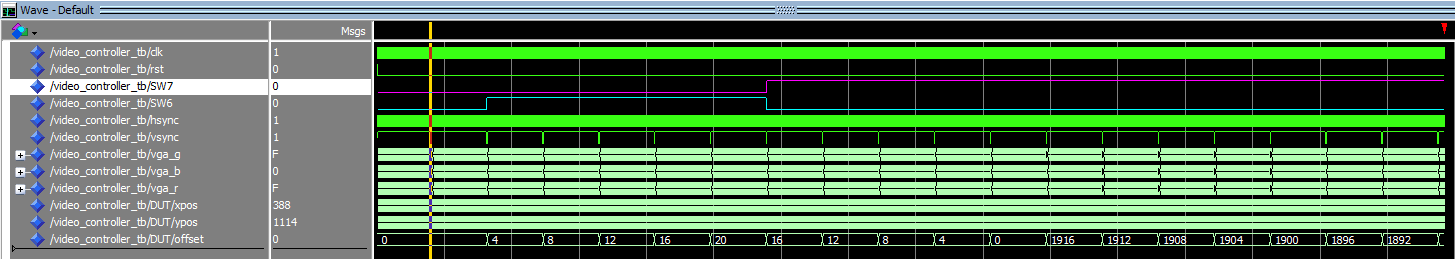 Wave - Default
Msgs
/video_controller_tb/clk 1
/video_controller_tb/rst 0
/video_controller_tb/SW7 0
/video_controller_tb/SW6 0
/video_controller_tb/hsync 1
/video_controller_tb/vsync 1
/video_controller_tb/vga_g F
/video_controller_tb/vga_b 0
/video_controller_tb/vga_r F
/video_controller_tb/DUT/xpos 388
/video_controller_tb/DUT/ypos 1114
/video_controller_tb/DUT/offset 0 0 4 8 12 16 20 16 12 8 4 0 1916 1912 1908 1904 1900 1896 1892